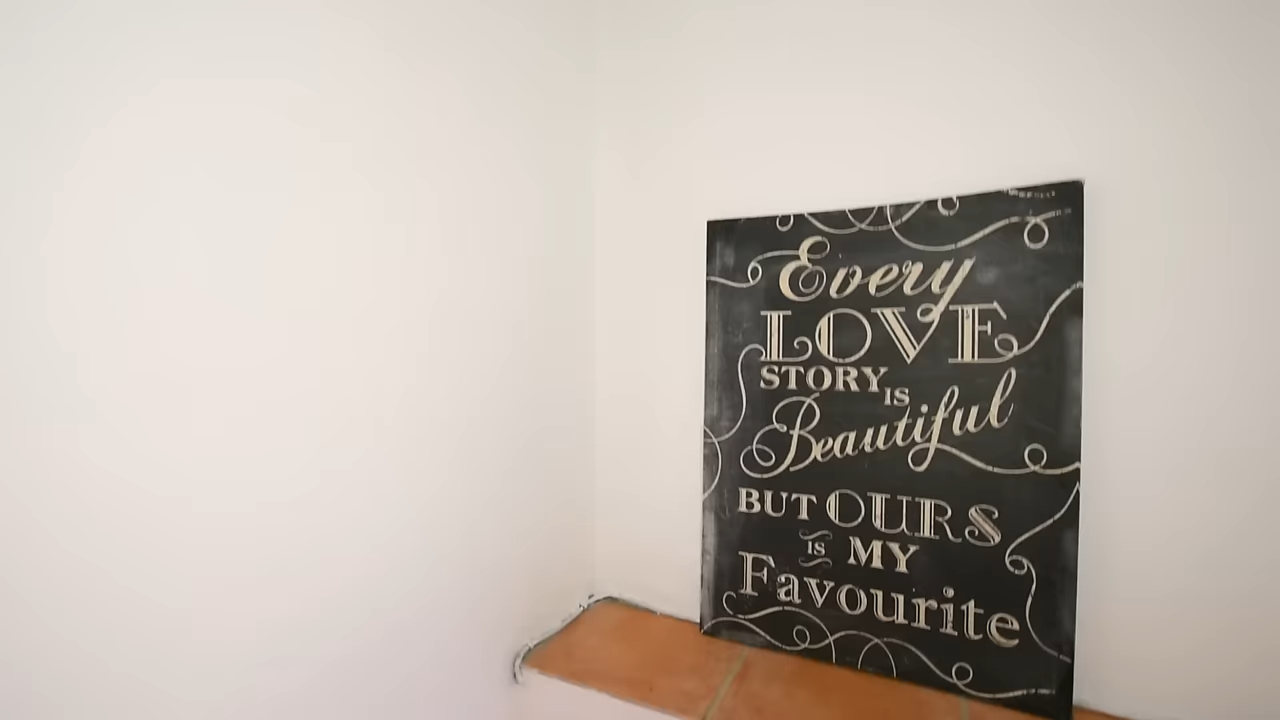 Every
LOVE
STORY IS
Beautiful
BUT OURS
IS MY
Favourite